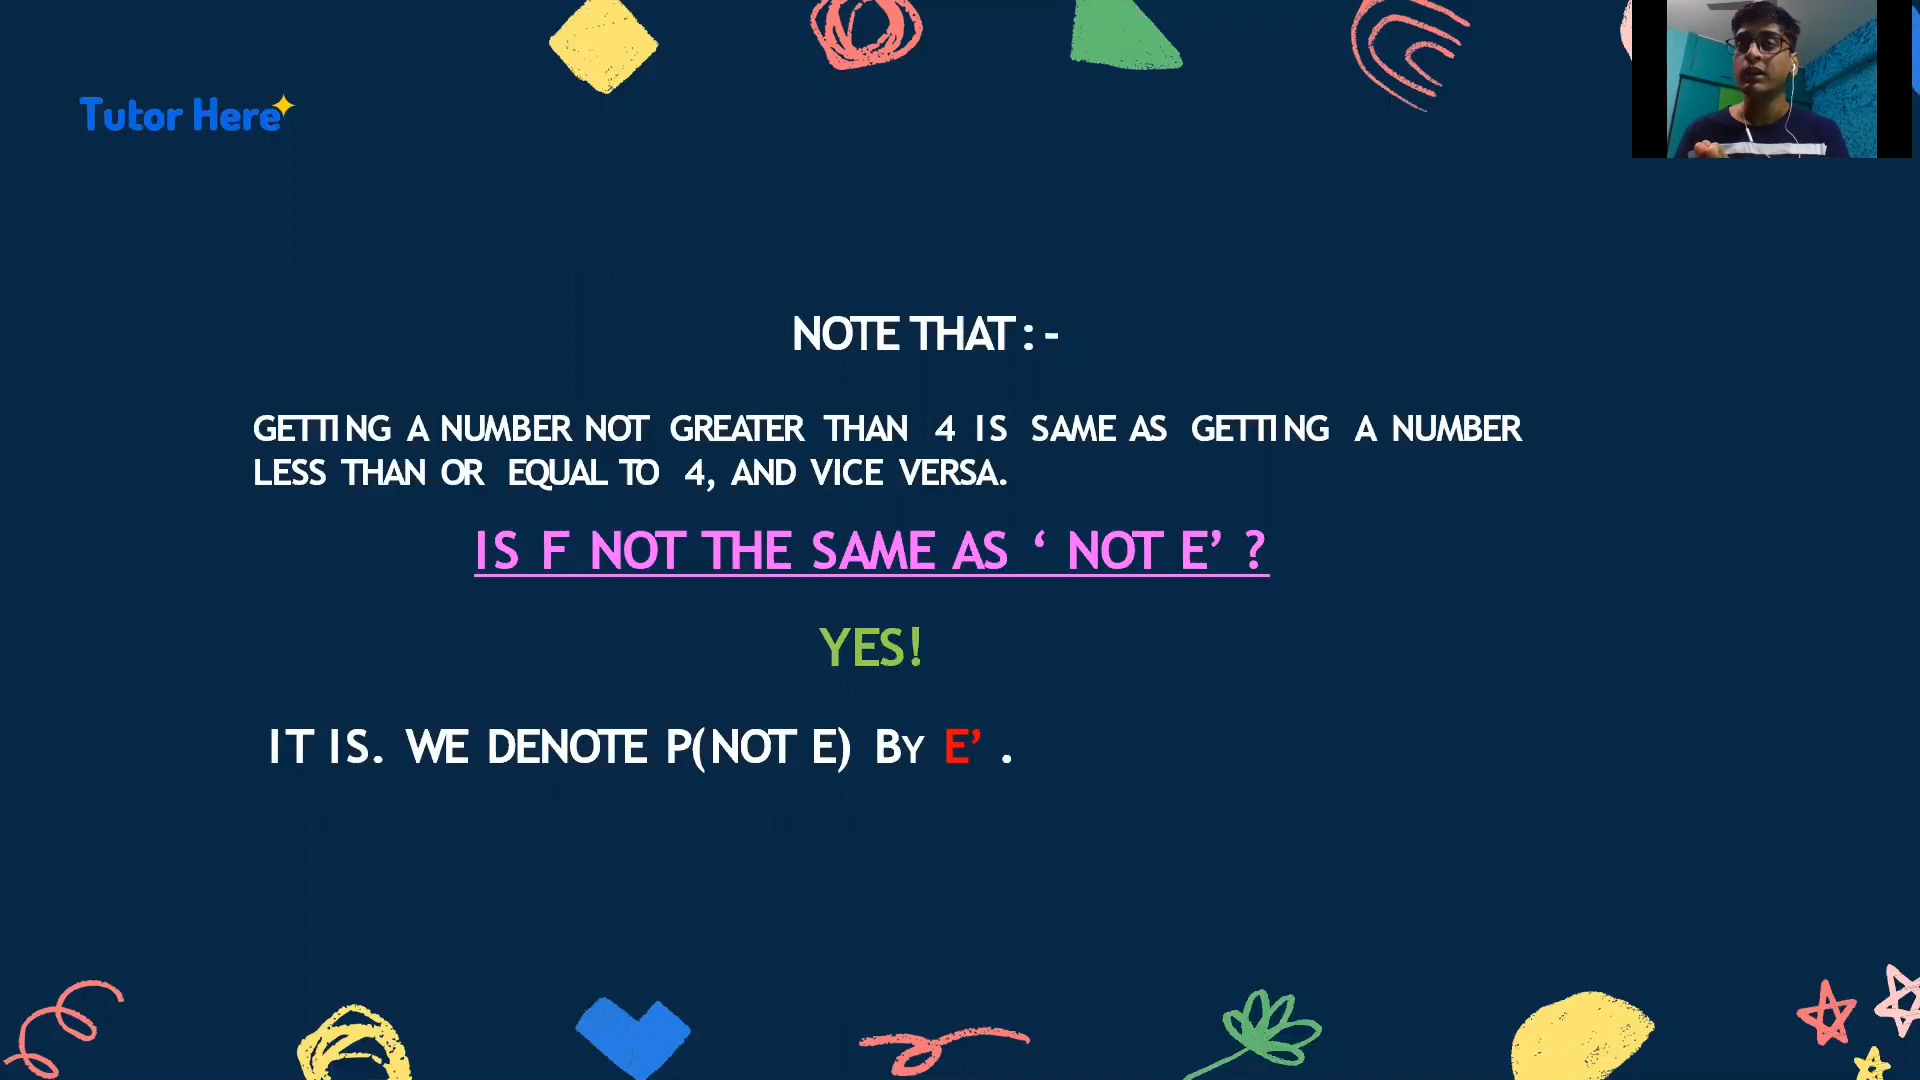 Tutor Here
NOTE THAT : -
GETTING A NUMBER NOT GREATER THAN 4 IS SAME AS GETTING A NUMBER
LESS THAN OR EQUAL TO 4, AND VICE VERSA.
IS F NOT THE SAME AS ‘ NOT E’ ?
YES!
IT IS. WE DENOTE P(NOT E) BY E’ .